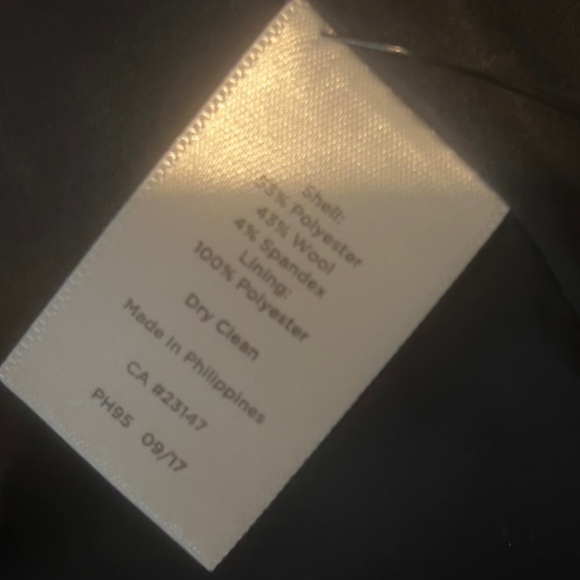 Shell:
53% Polyester
43% Wool
4% Spandex
Lining:
100% Polyester
Dry Clean
Made In Philippines
CA #23147
PH95 09/17